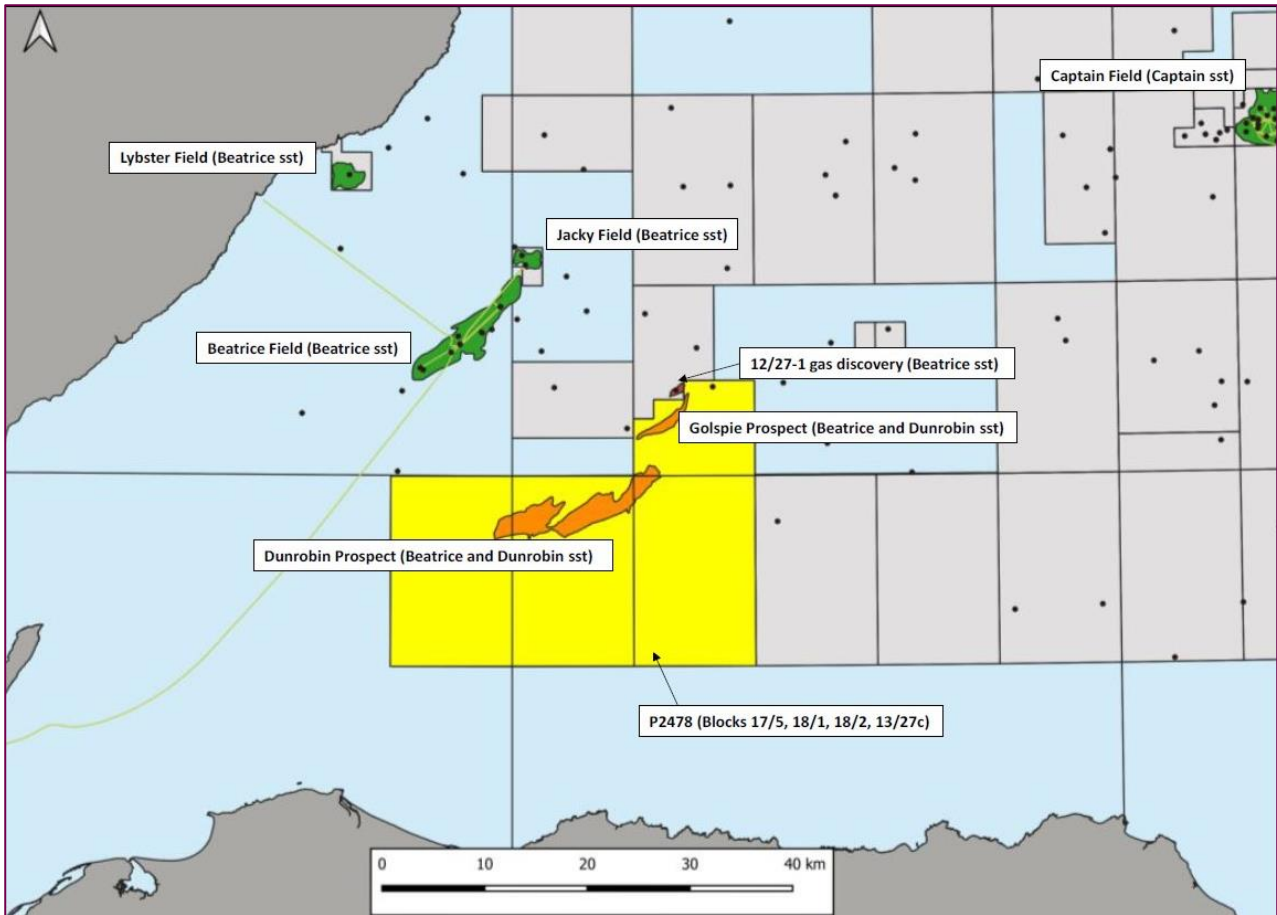 Captain Field (Captain sst)
Lybster Field (Beatrice sst)
Jacky Field (Beatrice sst)
Beatrice Field (Beatrice sst)
12/27-1 gas discovery (Beatrice sst)
Golspie Prospect (Beatrice and Dunrobin sst)
Dunrobin Prospect (Beatrice and Dunrobin sst)
P2478 (Blocks 17/5, 18/1, 18/2, 13/27c)
0 10 20 30 40 km